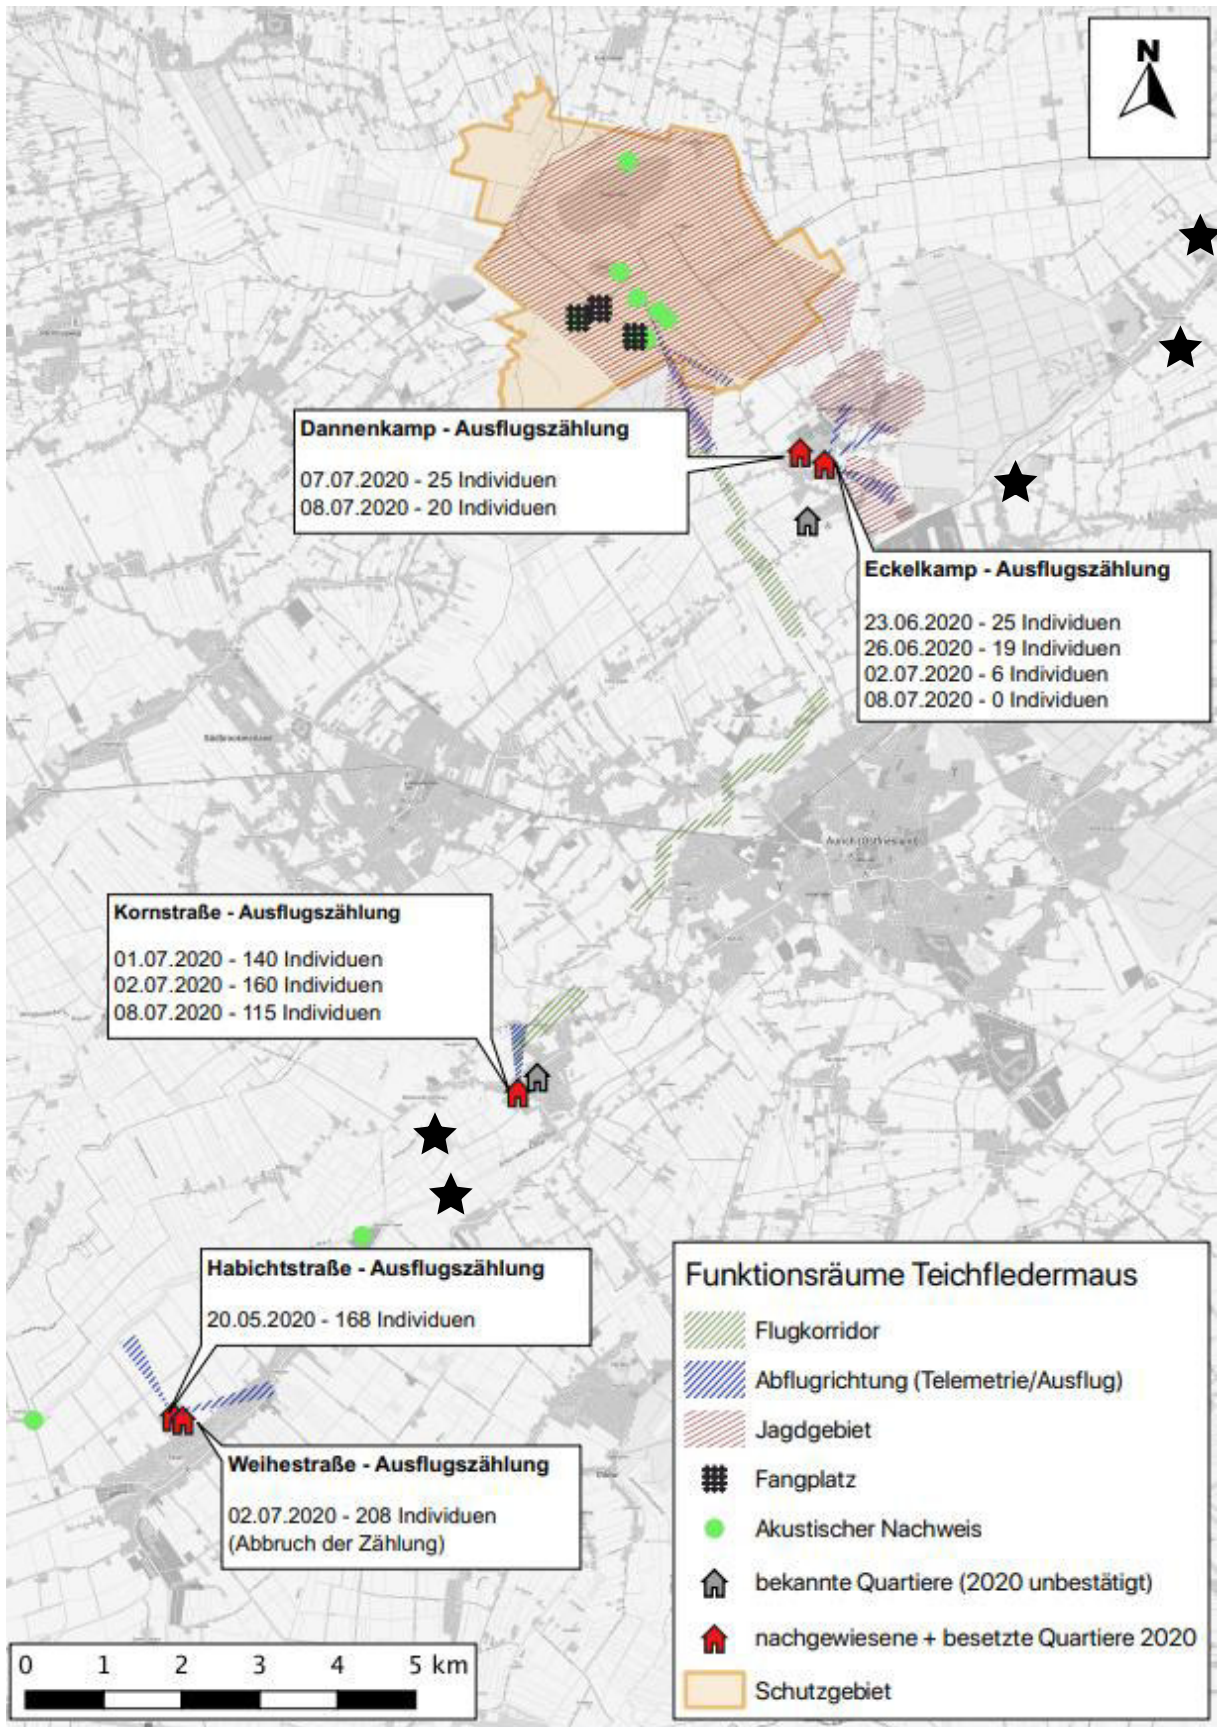 N
Dannenkamp - Ausflugszählung
07.07.2020 - 25 Individuen
08.07.2020 - 20 Individuen
Eckelkamp - Ausflugszählung
23.06.2020 - 25 Individuen
26.06.2020 - 19 Individuen
02.07.2020 - 6 Individuen
08.07.2020 - 0 Individuen
Aurich (Ostfriesland)
Kornstraße - Ausflugszählung
01.07.2020 - 140 Individuen
02.07.2020 - 160 Individuen
08.07.2020 - 115 Individuen
Habichtstraße - Ausflugszählung
20.05.2020 - 168 Individuen
Weihestraße - Ausflugszählung
02.07.2020 - 208 Individuen
(Abbruch der Zählung)
Funktionsräume Teichfledermaus
Flugkorridor
Abflugrichtung (Telemetrie/Ausflug)
Jagdgebiet
Fangplatz
Akustischer Nachweis
bekannte Quartiere (2020 unbestätigt)
nachgewiesene + besetzte Quartiere 2020
Schutzgebiet
0 1 2 3 4 5 km